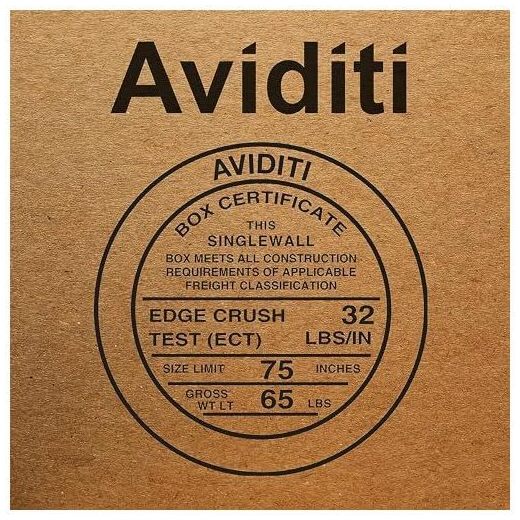 Aviditi
AVIDITI
BOX CERTIFICATE
THIS
SINGLEWALL
BOX MEETS ALL CONSTRUCTION
REQUIREMENTS OF APPLICABLE
FREIGHT CLASSIFICATION
EDGE CRUSH 32
TEST (ECT) LBS/IN
SIZE LIMIT 75 INCHES
GROSS
WT LT 65 LBS